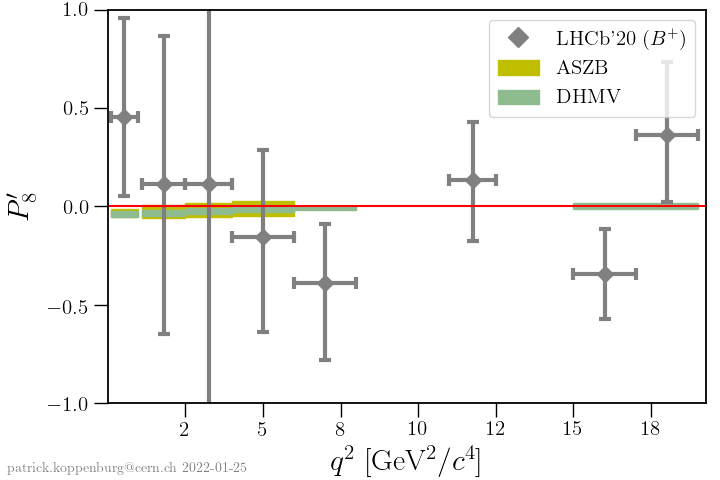 1.0
0.5
0.0
−0.5
−1.0
P′8
LHCb'20 (B+)
ASZB
DHMV
2
5
8
10
12
15
18
q2 [GeV2/c4]
patrick.koppenburg@cern.ch 2022-01-25